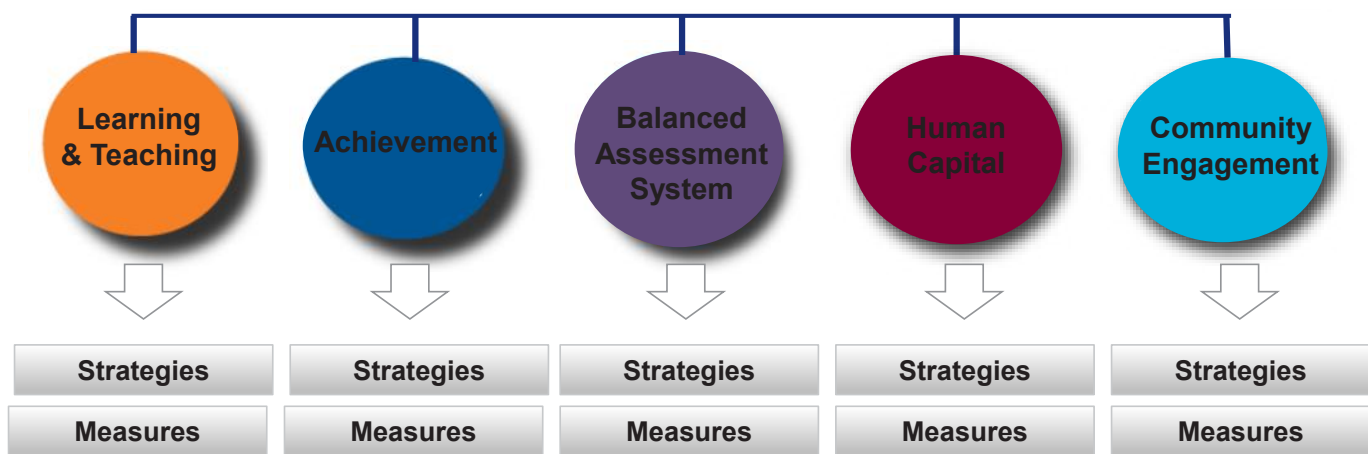 Learning
& Teaching
Achievement
Balanced
Assessment
System
Human
Capital
Community
Engagement
Strategies
Strategies
Strategies
Strategies
Strategies
Measures
Measures
Measures
Measures
Measures